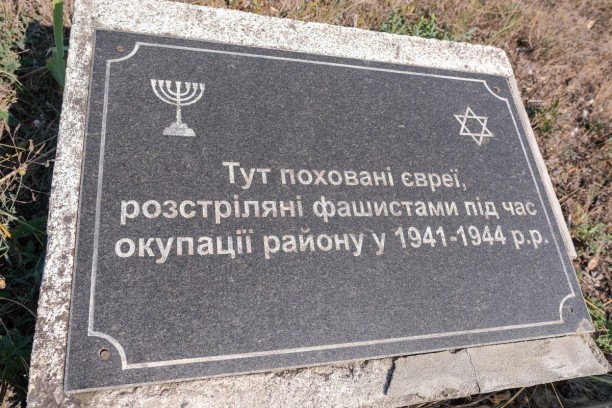 Тут поховані євреї,
розстріляні фашистами під час
окупації району у 1941-1944 р.р.